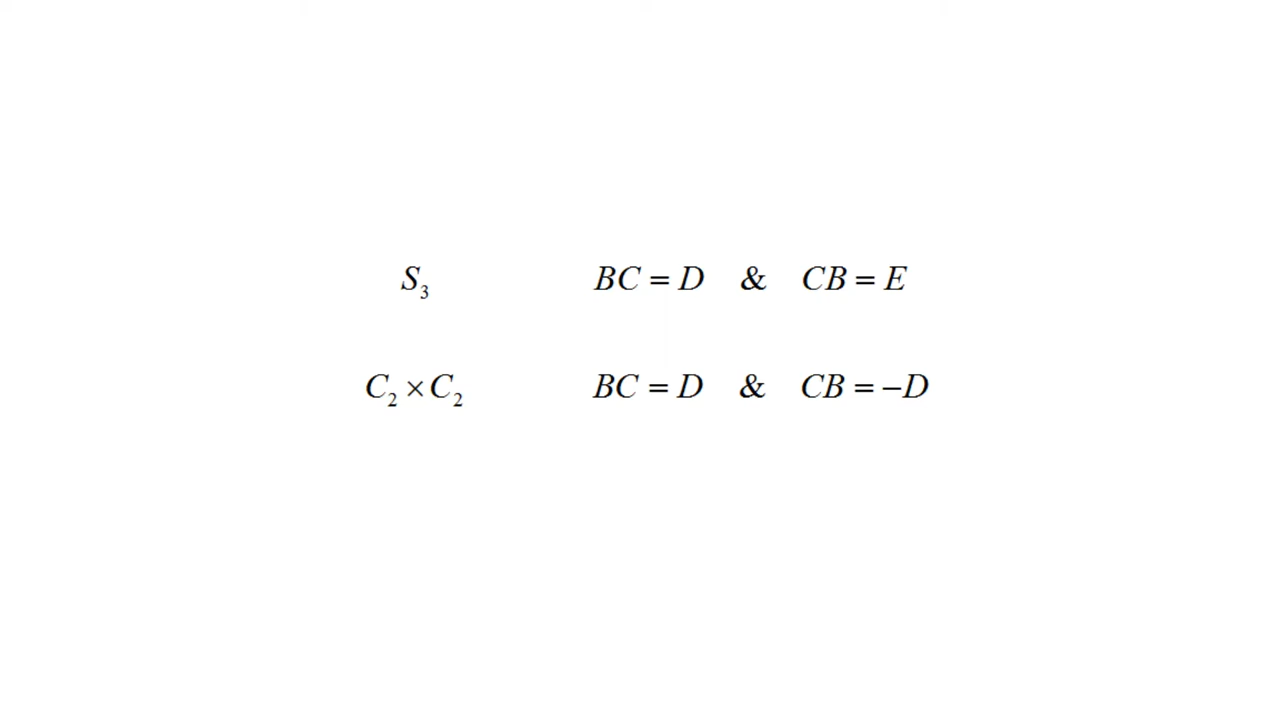 S₃ BC = D & CB = E
C₂ × C₂ BC = D & CB = −D